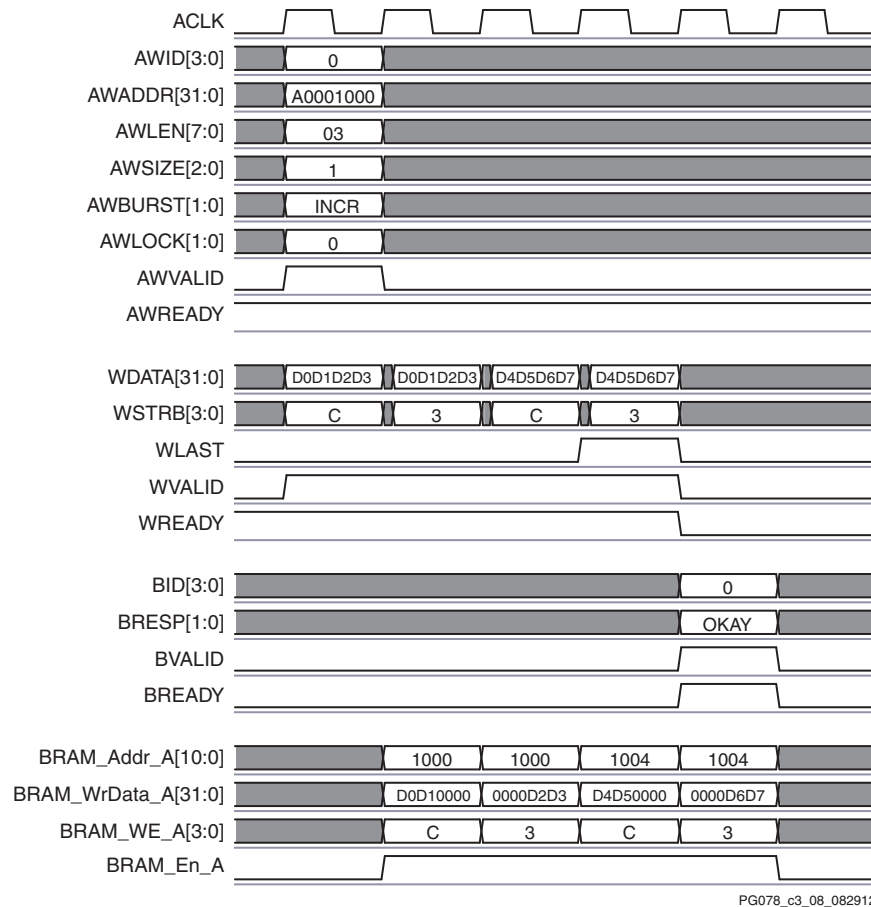 ACLK
AWID[3:0] 0
AWADDR[31:0] A0001000
AWLEN[7:0] 03
AWSIZE[2:0] 1
AWBURST[1:0] INCR
AWLOCK[1:0] 0
AWVALID
AWREADY
WDATA[31:0] D0D1D2D3 D0D1D2D3 D4D5D6D7 D4D5D6D7
WSTRB[3:0] C 3 C 3
WLAST
WVALID
WREADY
BID[3:0] 0
BRESP[1:0] OKAY
BVALID
BREADY
BRAM_Addr_A[10:0] 1000 1000 1004 1004
BRAM_WrData_A[31:0] D0D10000 0000D2D3 D4D50000 0000D6D7
BRAM_WE_A[3:0] C 3 C 3
BRAM_En_A
PG078_c3_08_082912